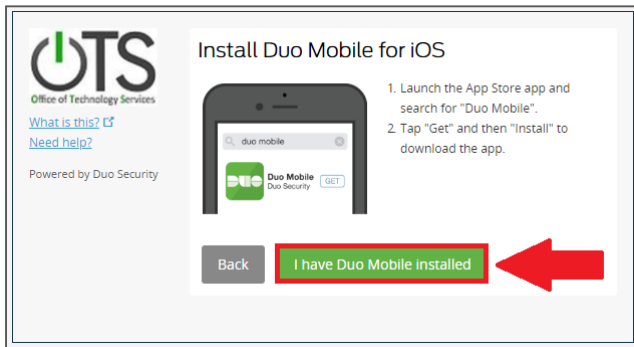 OTS
Office of Technology Services
What is this?
Need help?
Powered by Duo Security
Install Duo Mobile for iOS
duo mobile
DUO
Duo Mobile
Duo Security
GET
1. Launch the App Store app and
search for "Duo Mobile".
2. Tap "Get" and then "Install" to
download the app.
Back
I have Duo Mobile installed